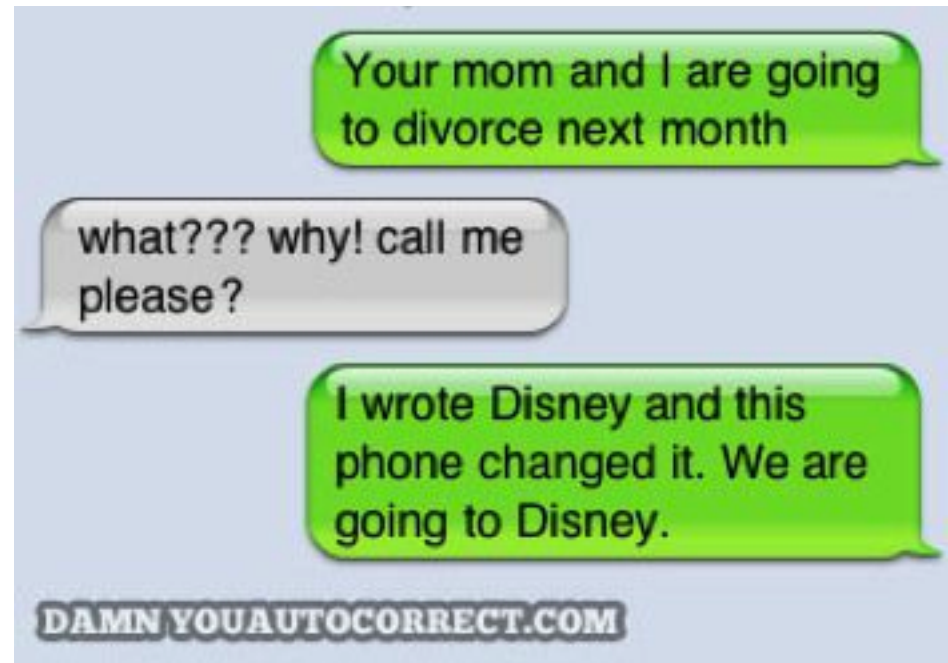 Your mom and I are going
to divorce next month
what??? why! call me
please?
I wrote Disney and this
phone changed it. We are
going to Disney.
DAMN YOUAUTOCORRECT.COM